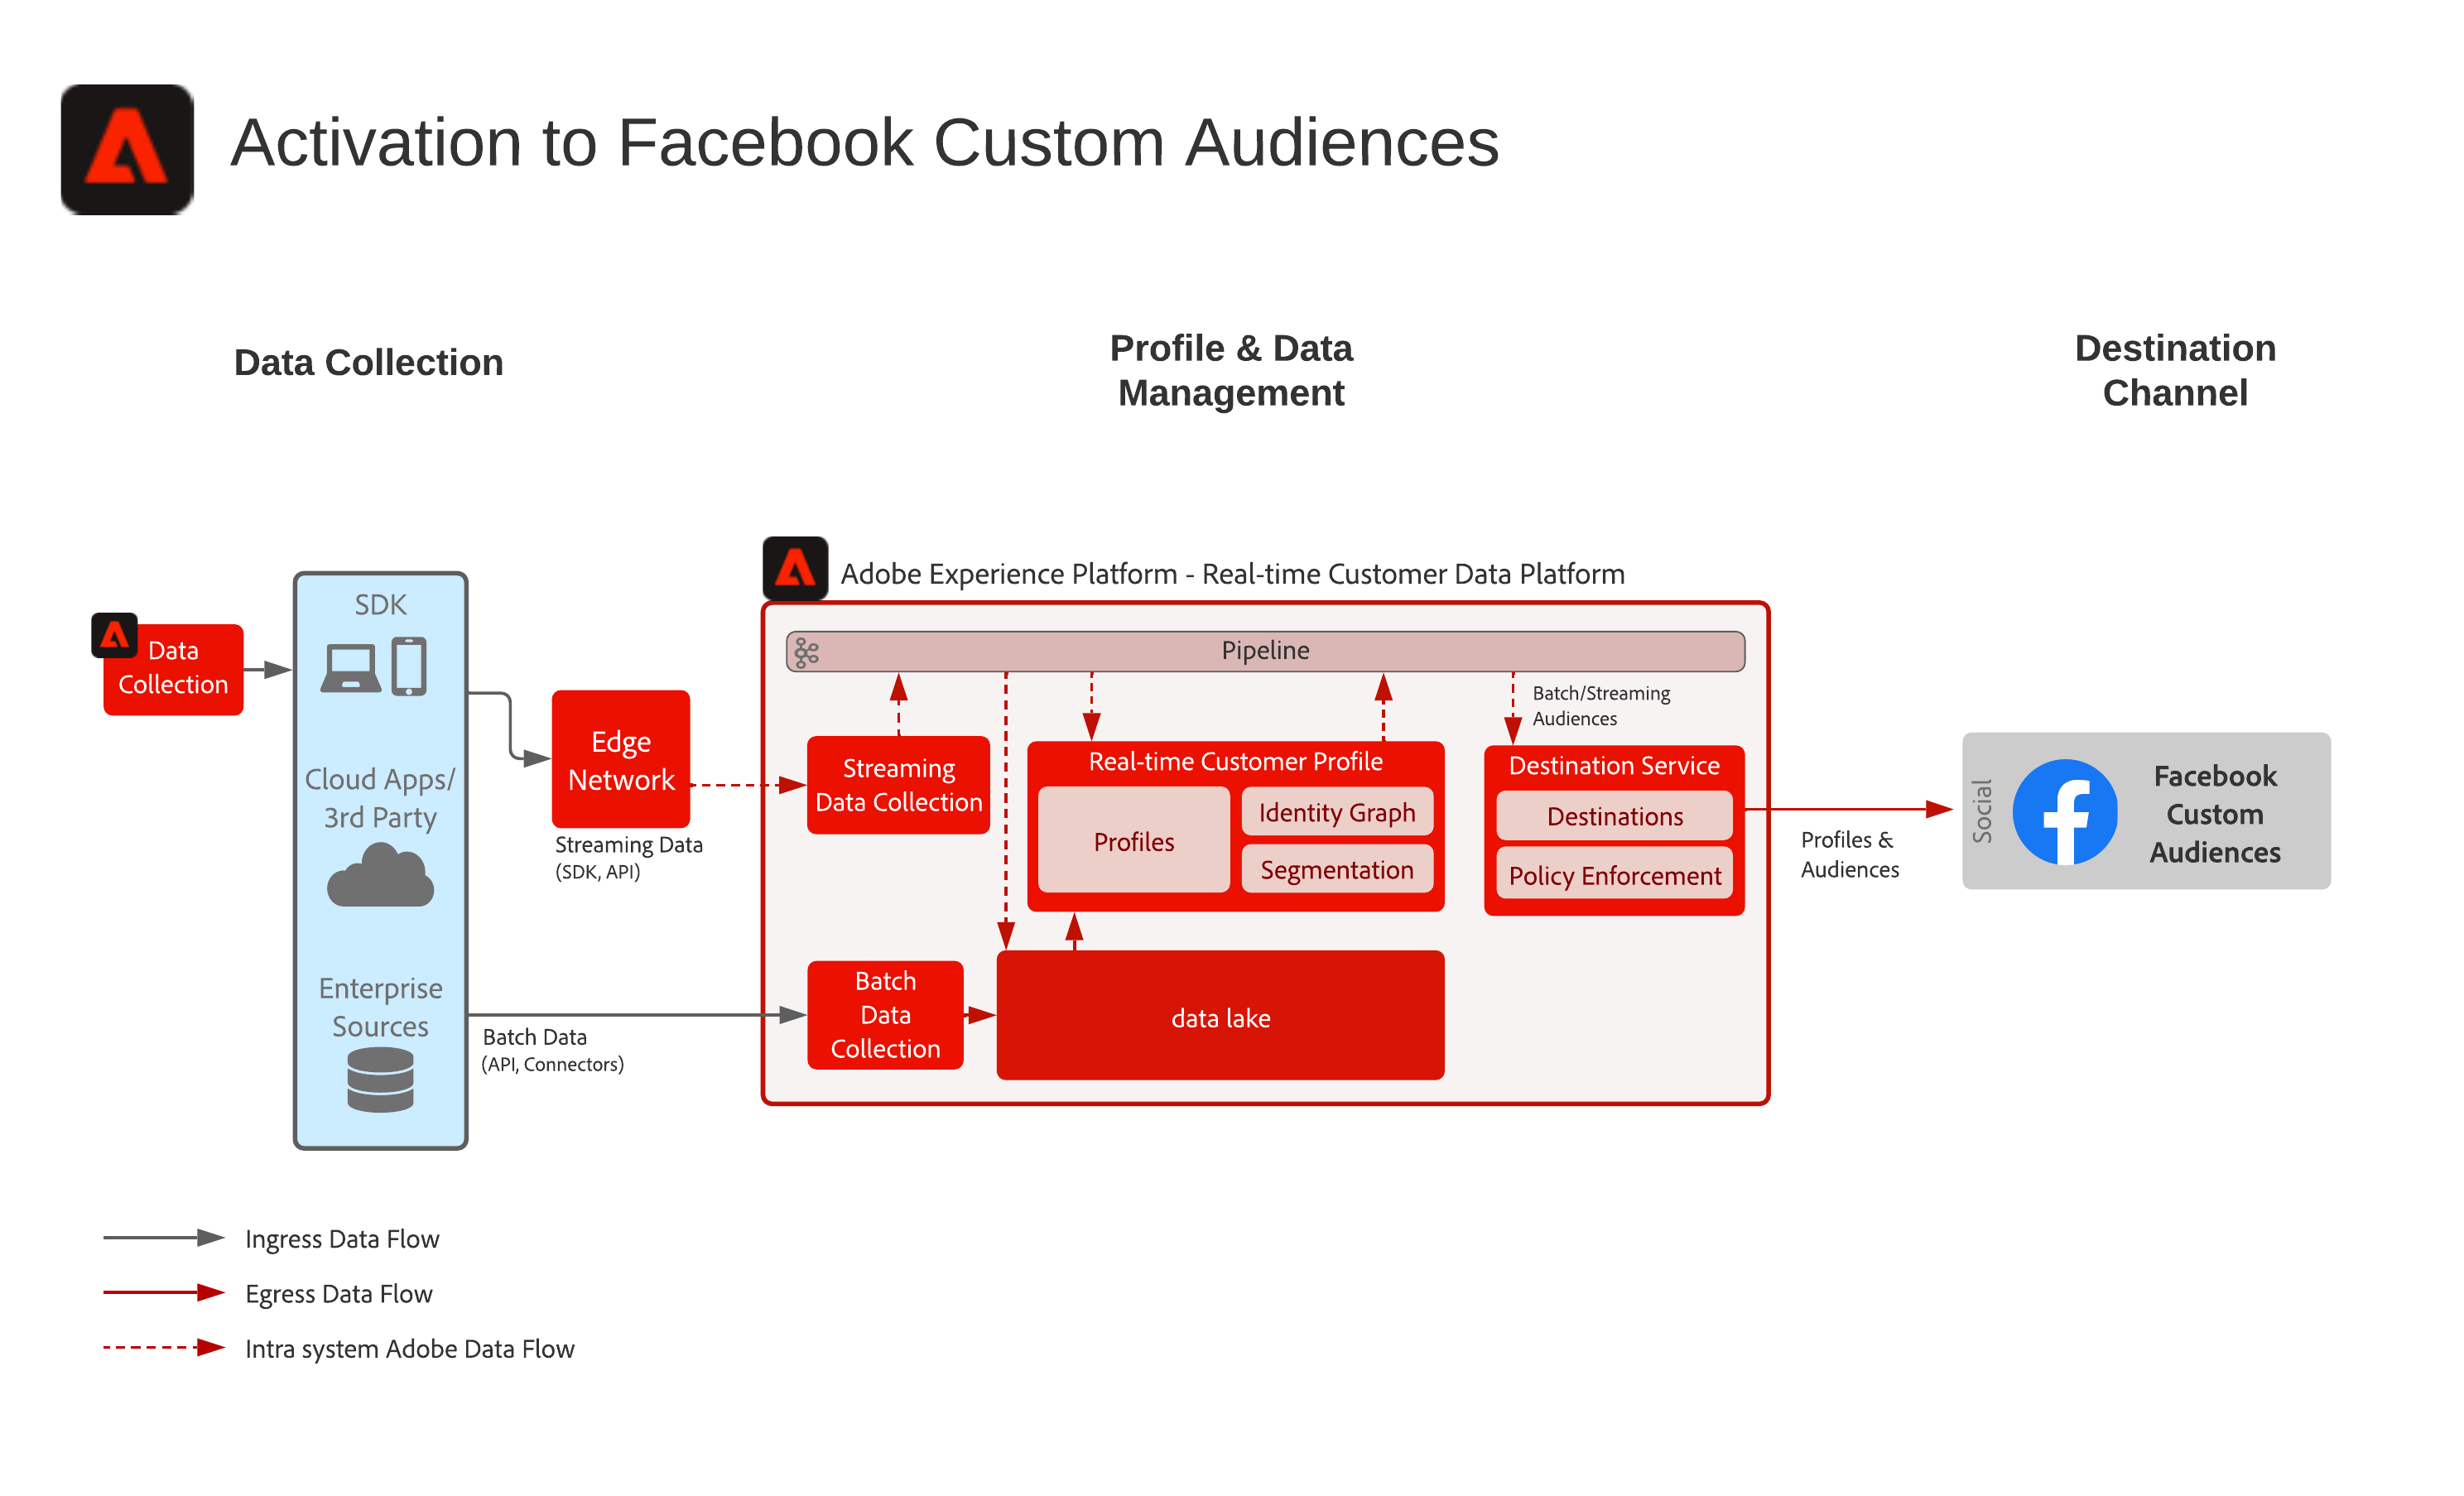 Activation to Facebook Custom Audiences
Data Collection
Profile & Data
Management
Destination
Channel
Data
Collection
SDK
Cloud Apps/
3rd Party
Enterprise
Sources
Edge
Network
Streaming Data
(SDK, API)
Batch Data
(API, Connectors)
Adobe Experience Platform - Real-time Customer Data Platform
Pipeline
Streaming
Data Collection
Real-time Customer Profile
Profiles
Identity Graph
Segmentation
Batch/Streaming
Audiences
Destination Service
Destinations
Policy Enforcement
Batch
Data
Collection
data lake
Profiles &
Audiences
Social
Facebook
Custom
Audiences
Ingress Data Flow
Egress Data Flow
Intra system Adobe Data Flow